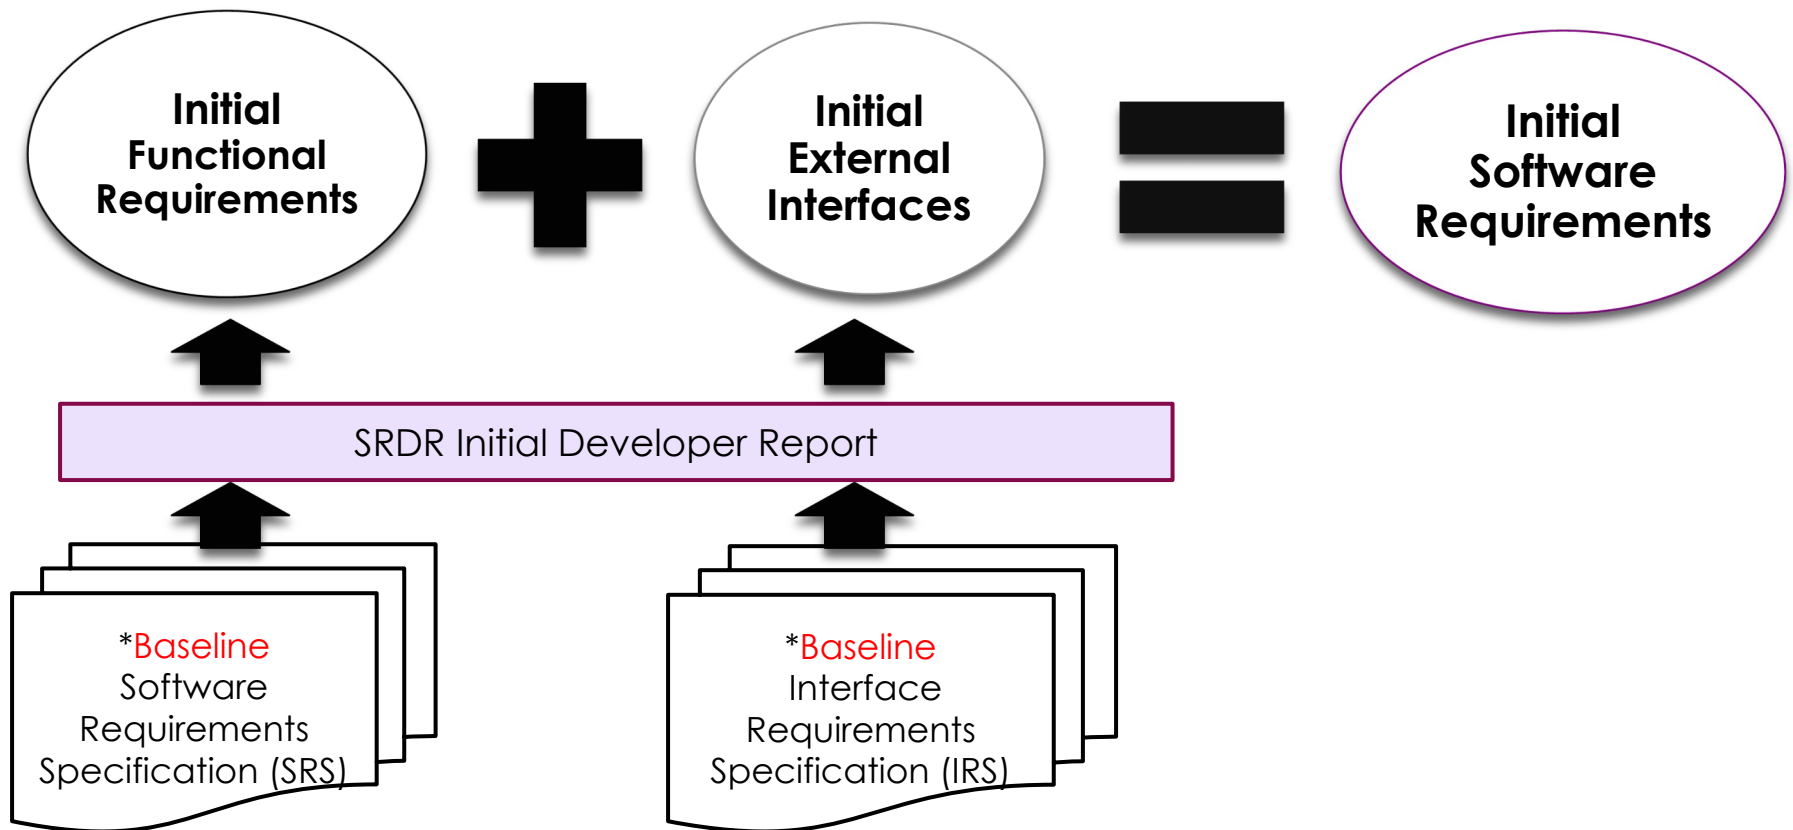 Initial
Functional
Requirements
Initial
External
Interfaces
Initial
Software
Requirements
SRDR Initial Developer Report
*Baseline
Software
Requirements
Specification (SRS)
*Baseline
Interface
Requirements
Specification (IRS)